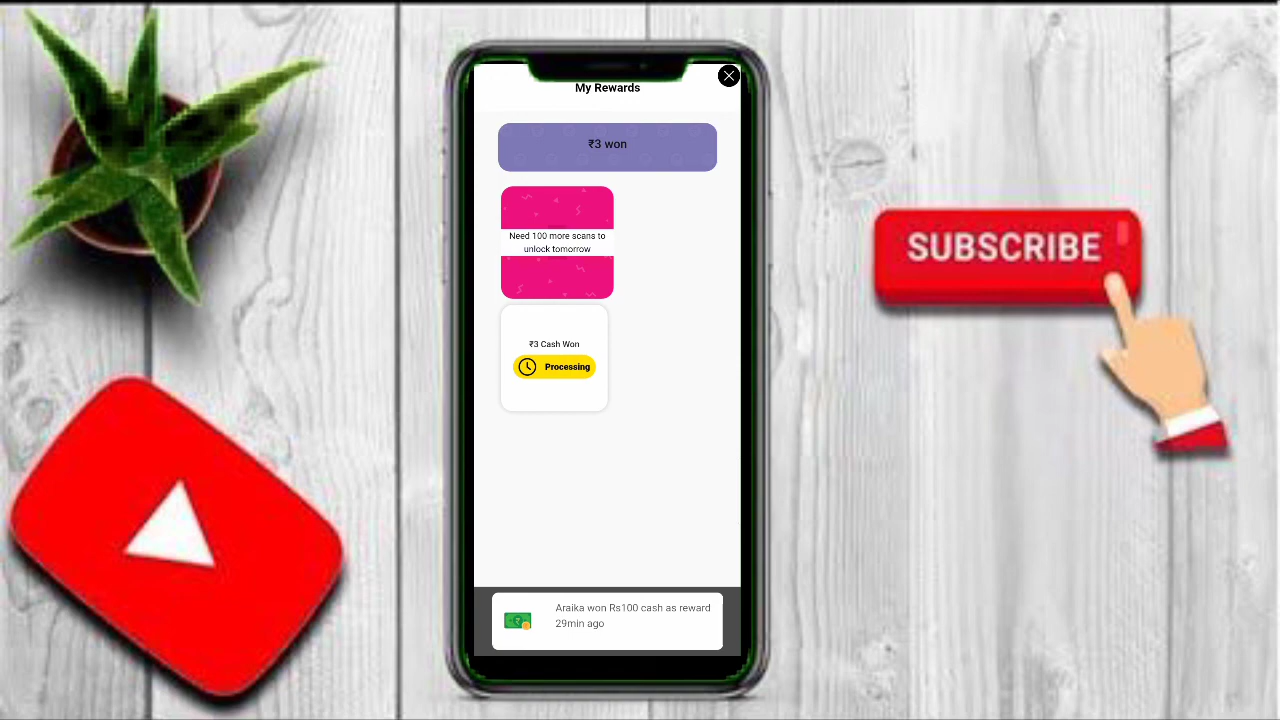 My Rewards
₹3 won
Need 100 more scans to
unlock tomorrow
₹3 Cash Won
Processing
Araika won Rs100 cash as reward
29min ago
SUBSCRIBE